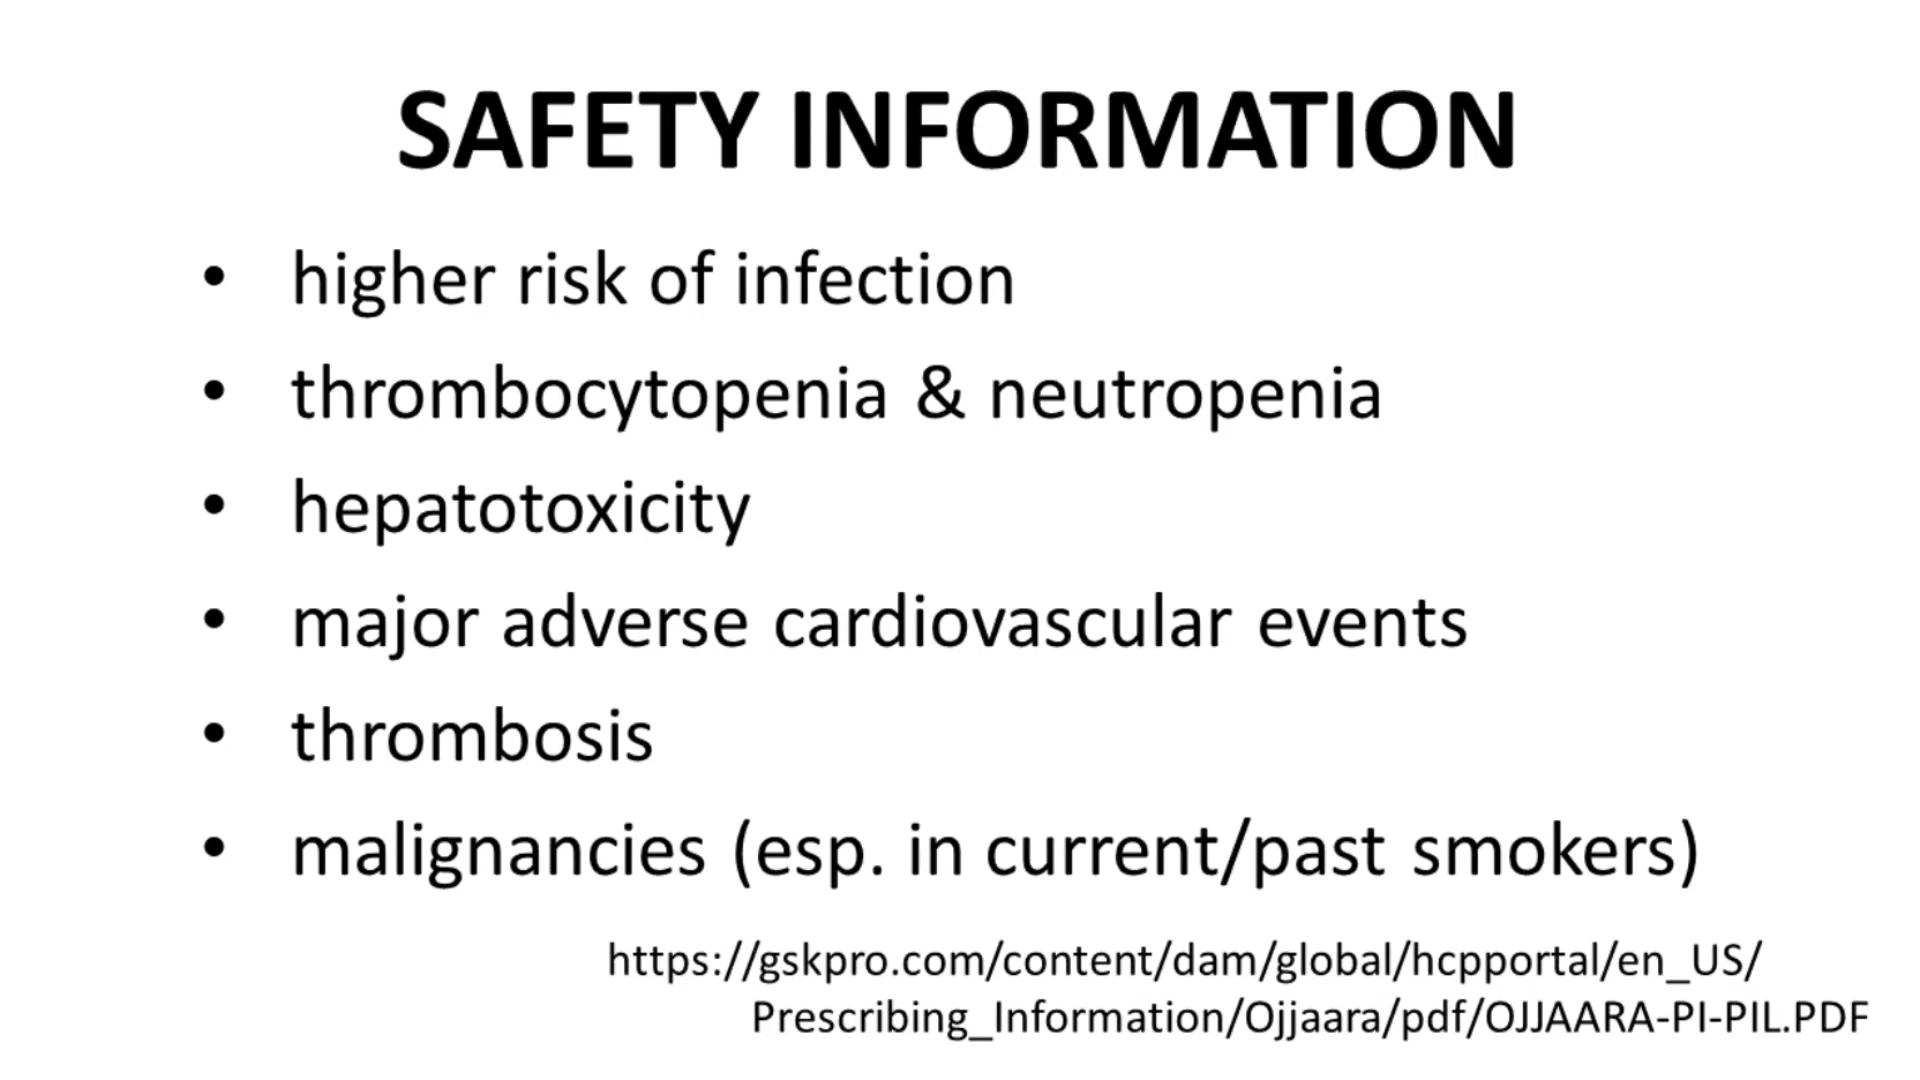 SAFETY INFORMATION
• higher risk of infection
• thrombocytopenia & neutropenia
• hepatotoxicity
• major adverse cardiovascular events
• thrombosis
• malignancies (esp. in current/past smokers)
https://gskpro.com/content/dam/global/hcpportal/en_US/
Prescribing_Information/Ojjaara/pdf/OJJAARA-PI-PIL.PDF